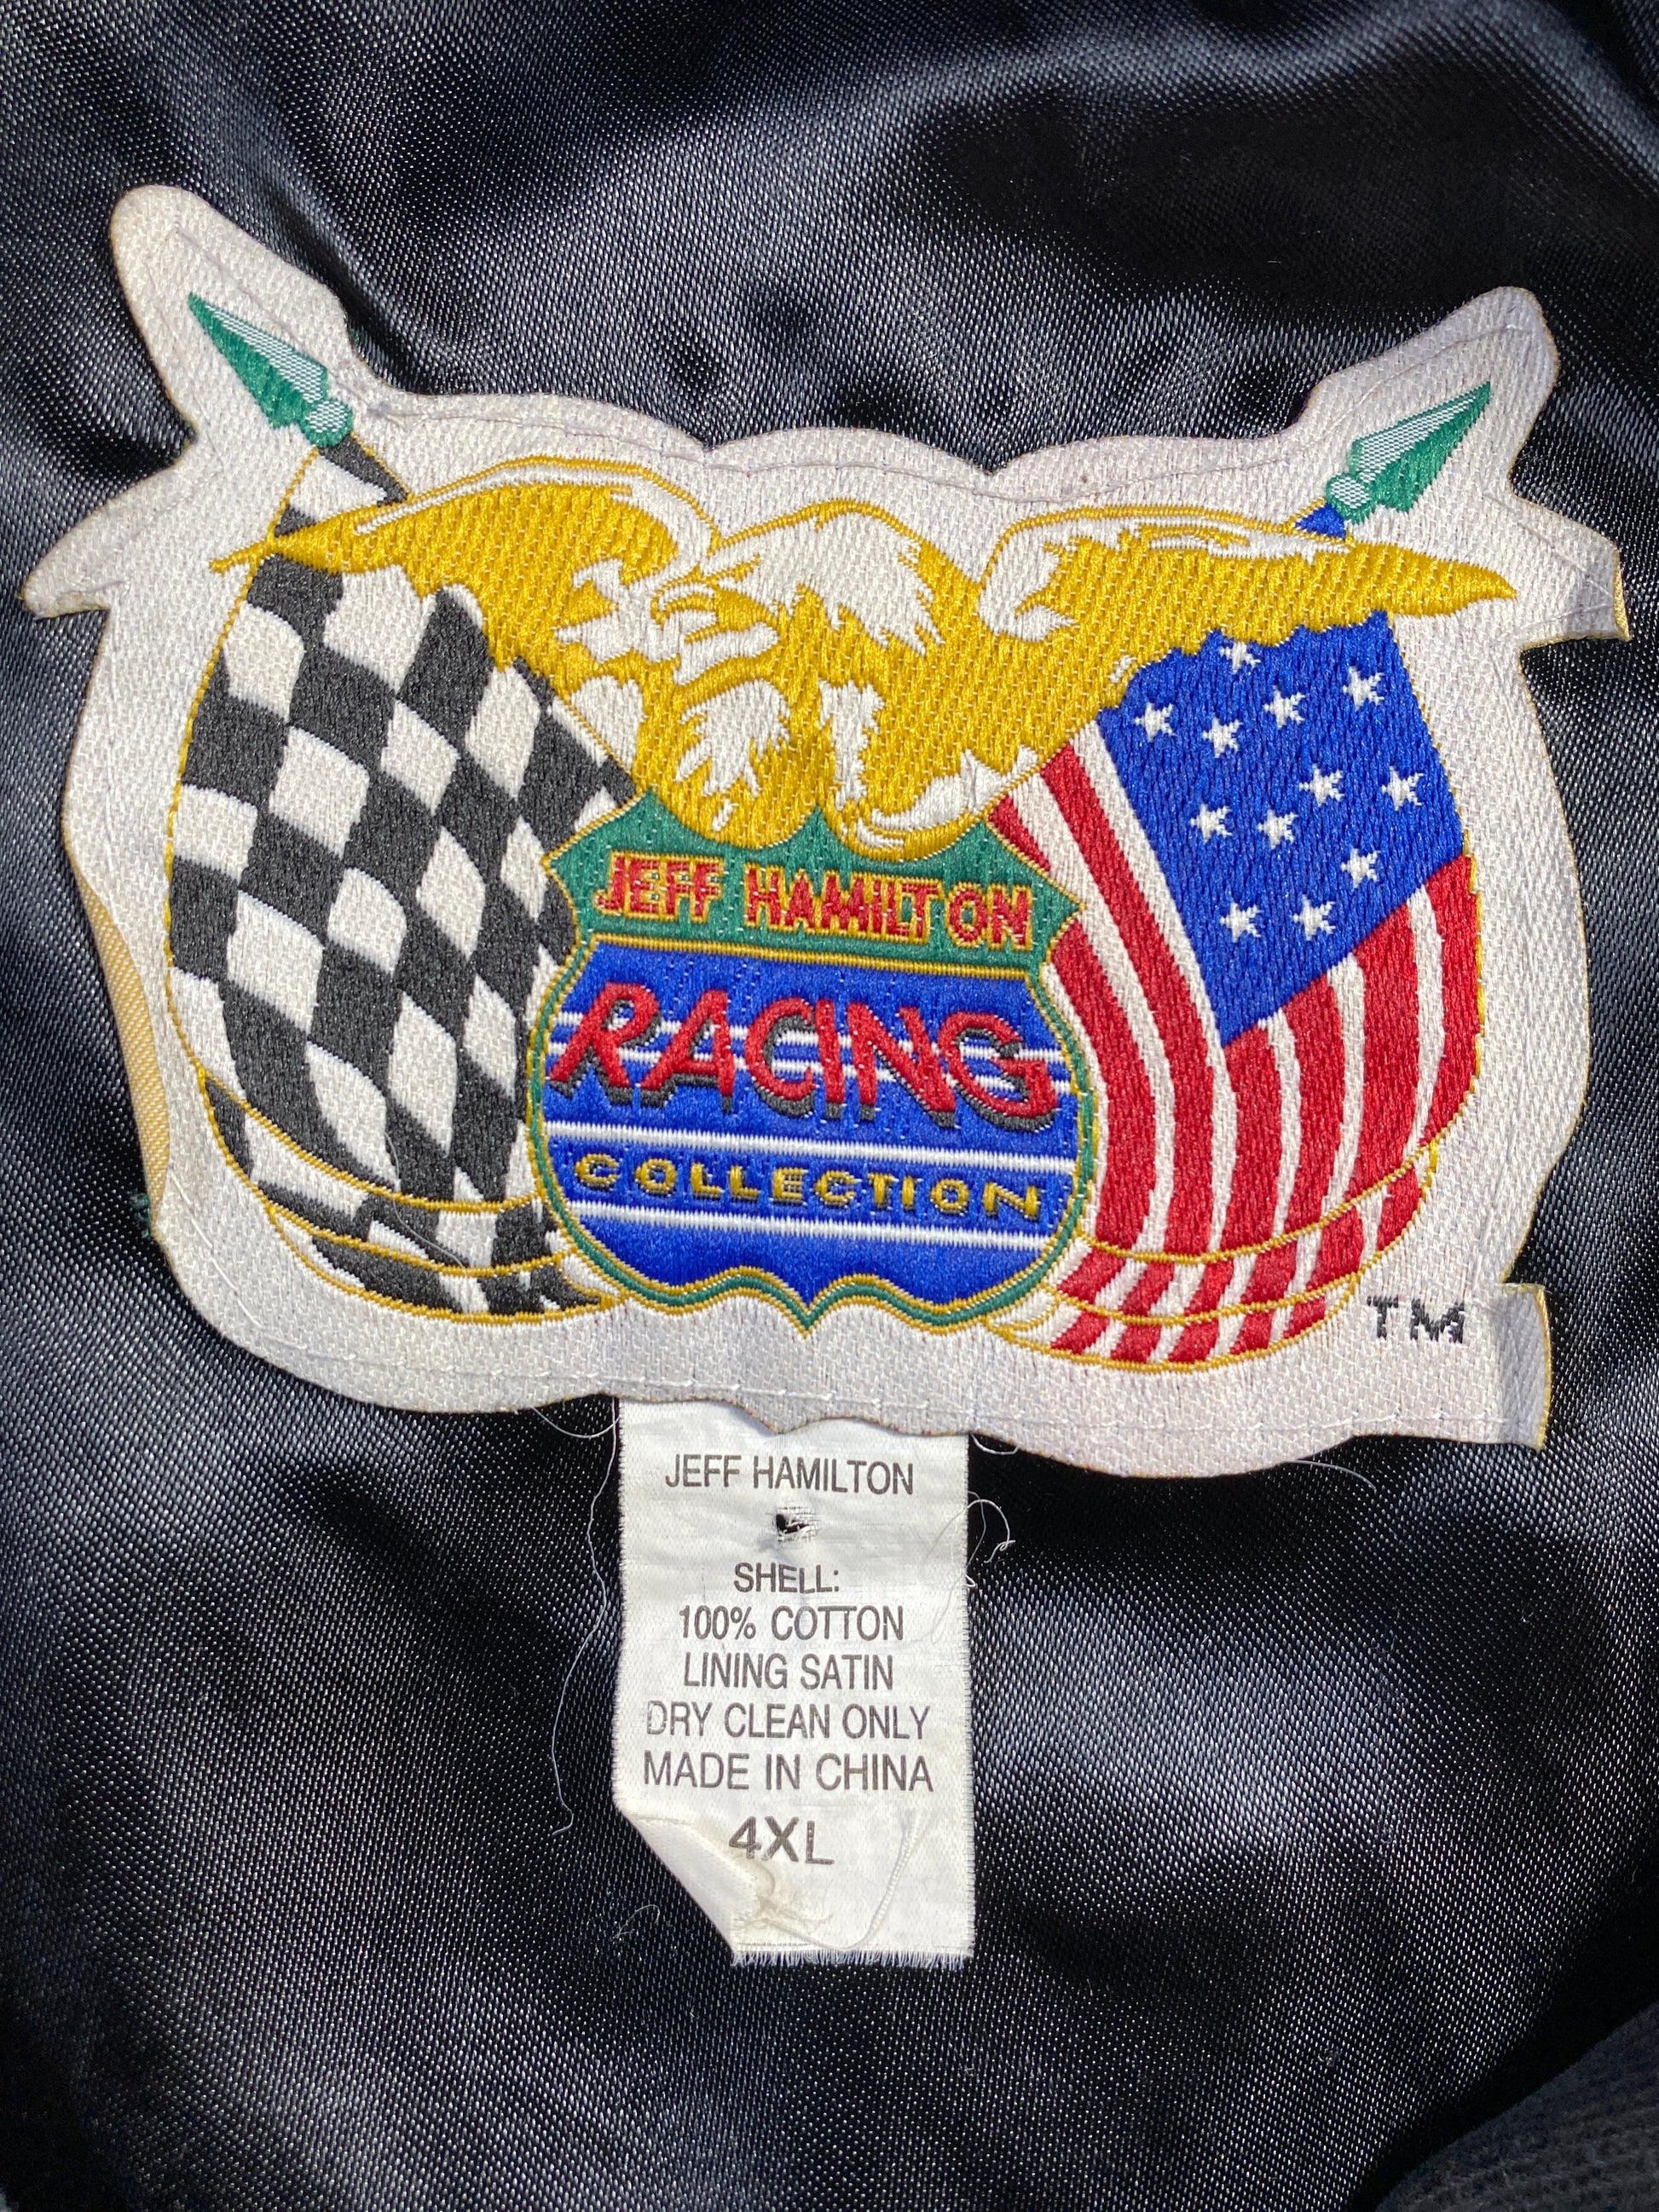 JEFF HAMILTON
RACING
COLLECTION
TM
JEFF HAMILTON
SHELL:
100% COTTON
LINING SATIN
DRY CLEAN ONLY
MADE IN CHINA
4XL